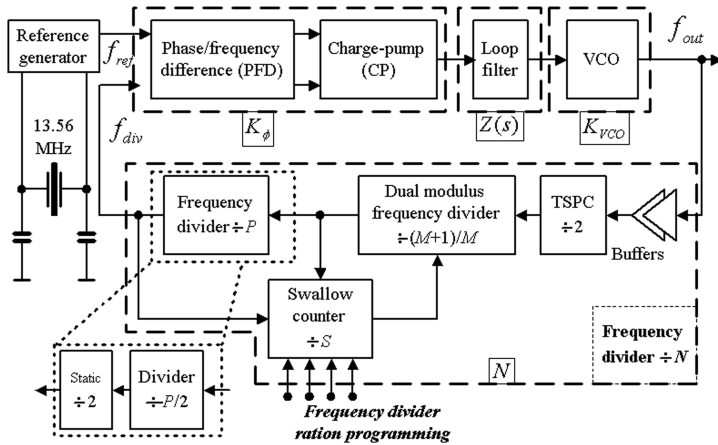 Reference
generator
f_ref
Phase/frequency
difference (PFD)
Charge-pump
(CP)
Loop
filter
VCO
f_out
K_ϕ
Z(s)
K_VCO
f_div
13.56
MHz
Frequency
divider÷P
Dual modulus
frequency divider
÷(M+1)/M
TSPC
÷2
Buffers
Swallow
counter
÷S
Frequency
divider ÷N
N
Static
÷2
Divider
÷P/2
Frequency divider
ration programming